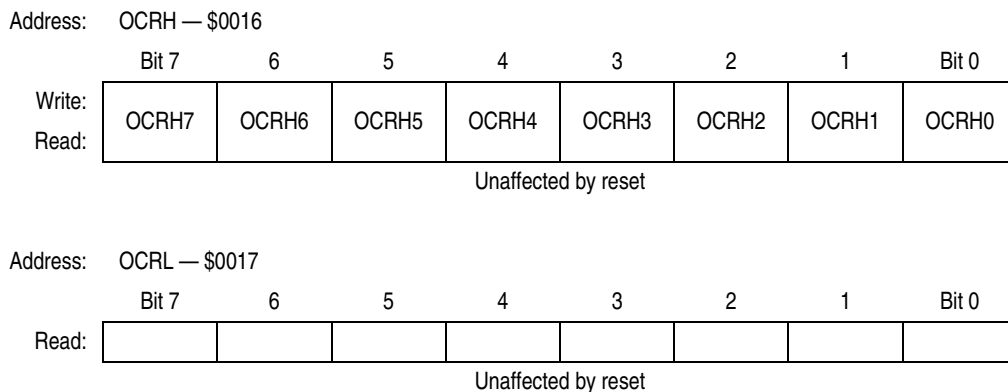 Address: OCRH — $0016
Bit 7 6 5 4 3 2 1 Bit 0
Write:
OCRH7 OCRH6 OCRH5 OCRH4 OCRH3 OCRH2 OCRH1 OCRH0
Read:
Unaffected by reset
Address: OCRL — $0017
Bit 7 6 5 4 3 2 1 Bit 0
Read:
Unaffected by reset